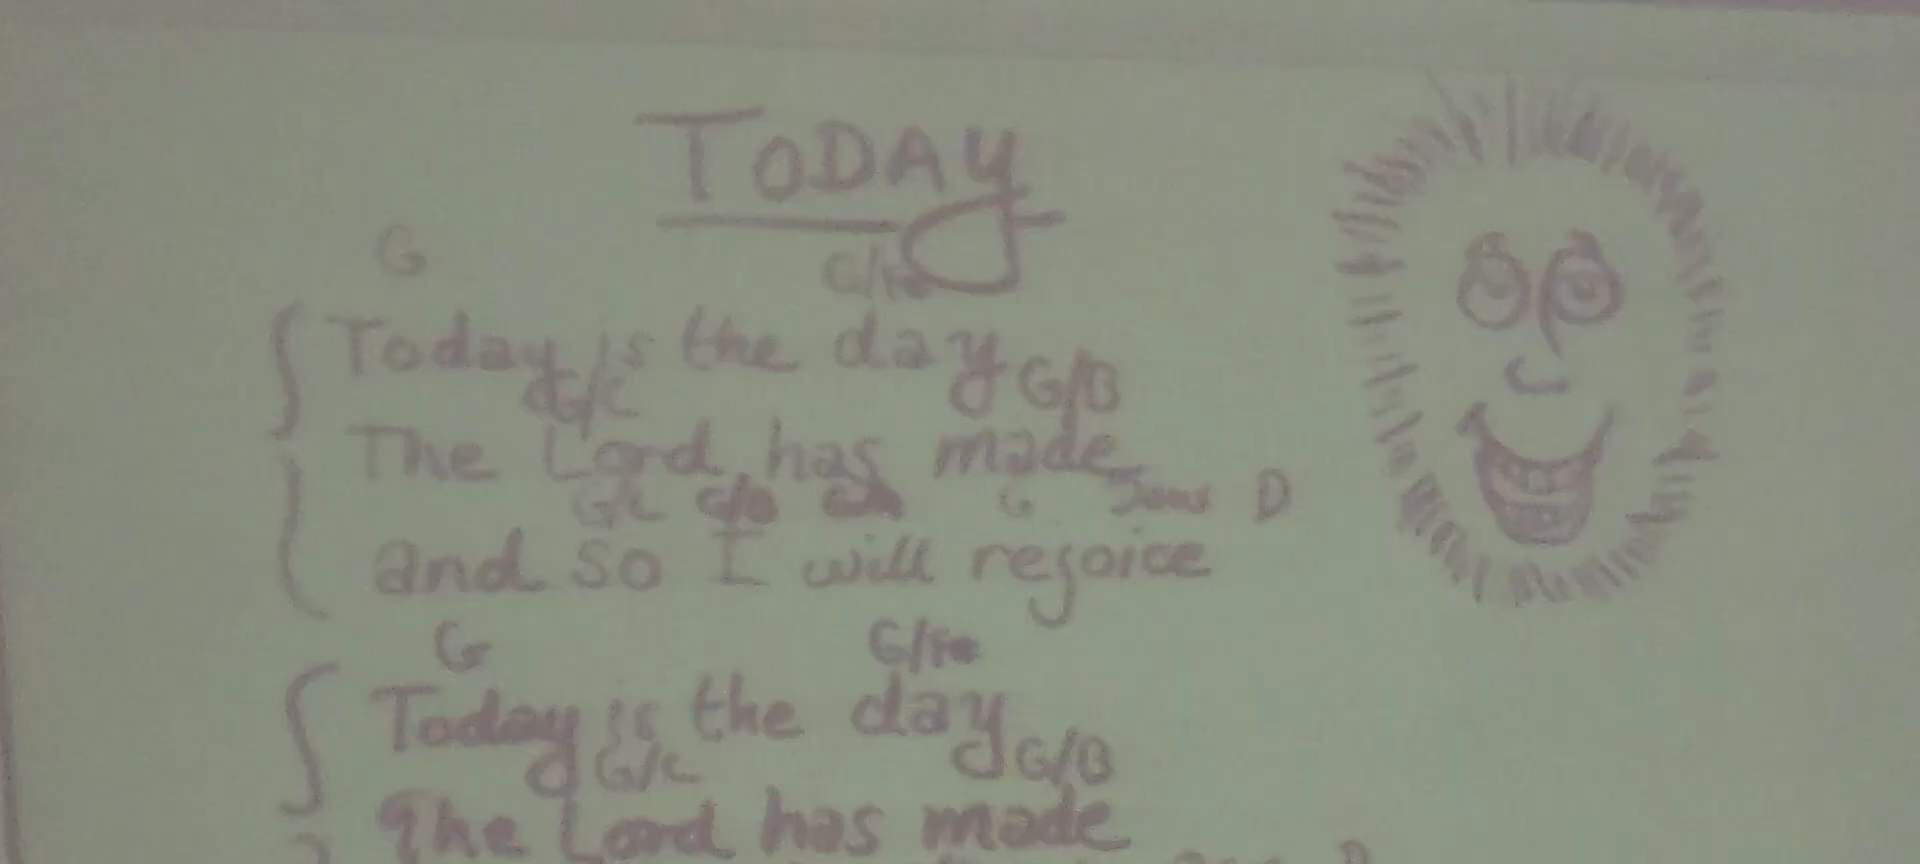 TODAY
G
Today is the day
G/C G/B
The Lord has made
G/C G D
and so I will rejoice
G G/F#
Today is the day
G/C G/B
The Lord has made
D